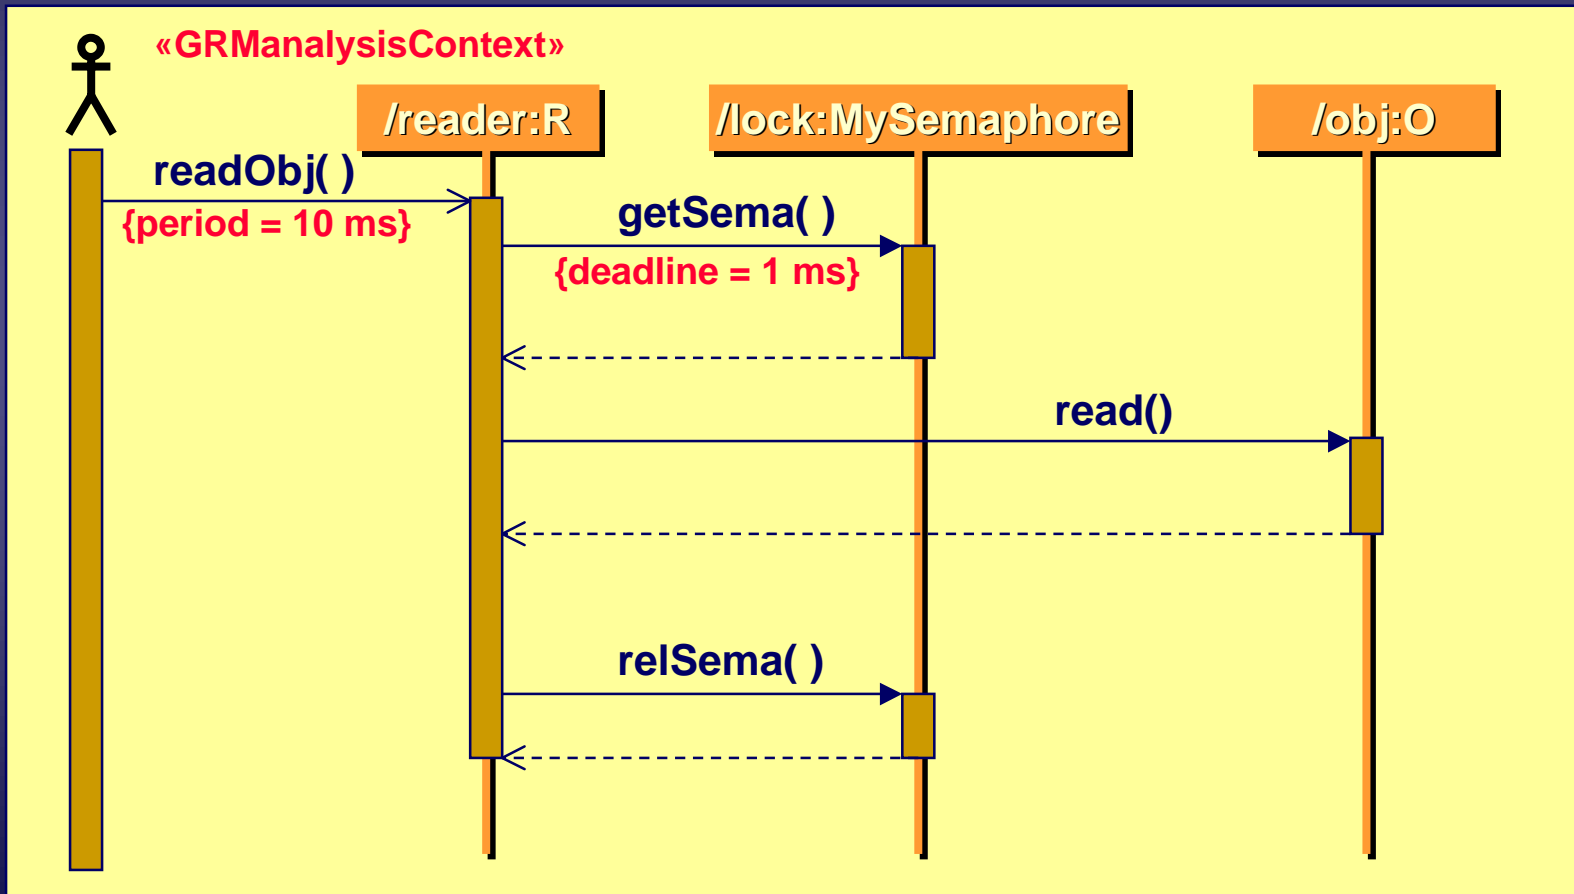 «GRManalysisContext»
/reader:R
/lock:MySemaphore
/obj:O
readObj( )
{period = 10 ms}
getSema( )
{deadline = 1 ms}
read()
relSema( )